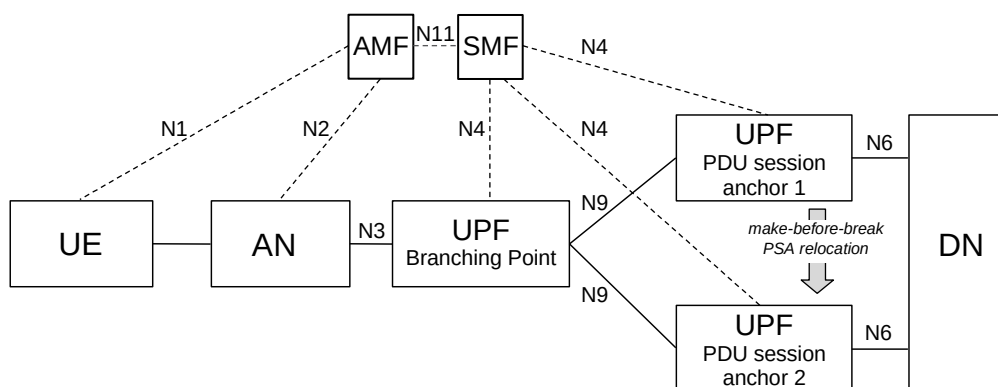 AMF
N11
SMF
N4
N1
N2
N4
N4
UPF
PDU session
anchor 1
N6
UE
AN
N3
UPF
Branching Point
N9
make-before-break
PSA relocation
DN
N9
UPF
PDU session
anchor 2
N6